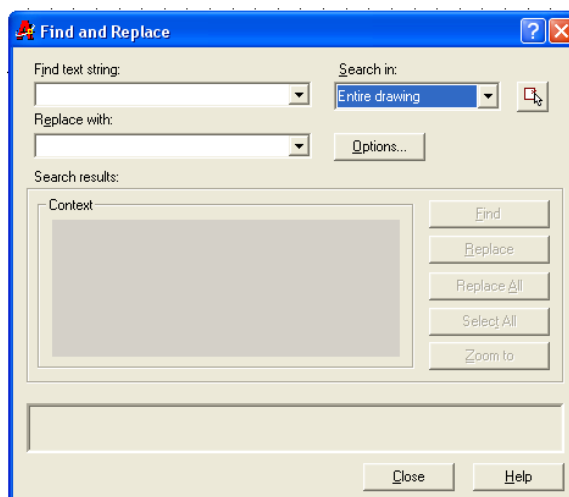 Find and Replace
Find text string:
Search in:
Entire drawing
Replace with:
Options...
Search results:
Context
Find
Replace
Replace All
Select All
Zoom to
Close
Help